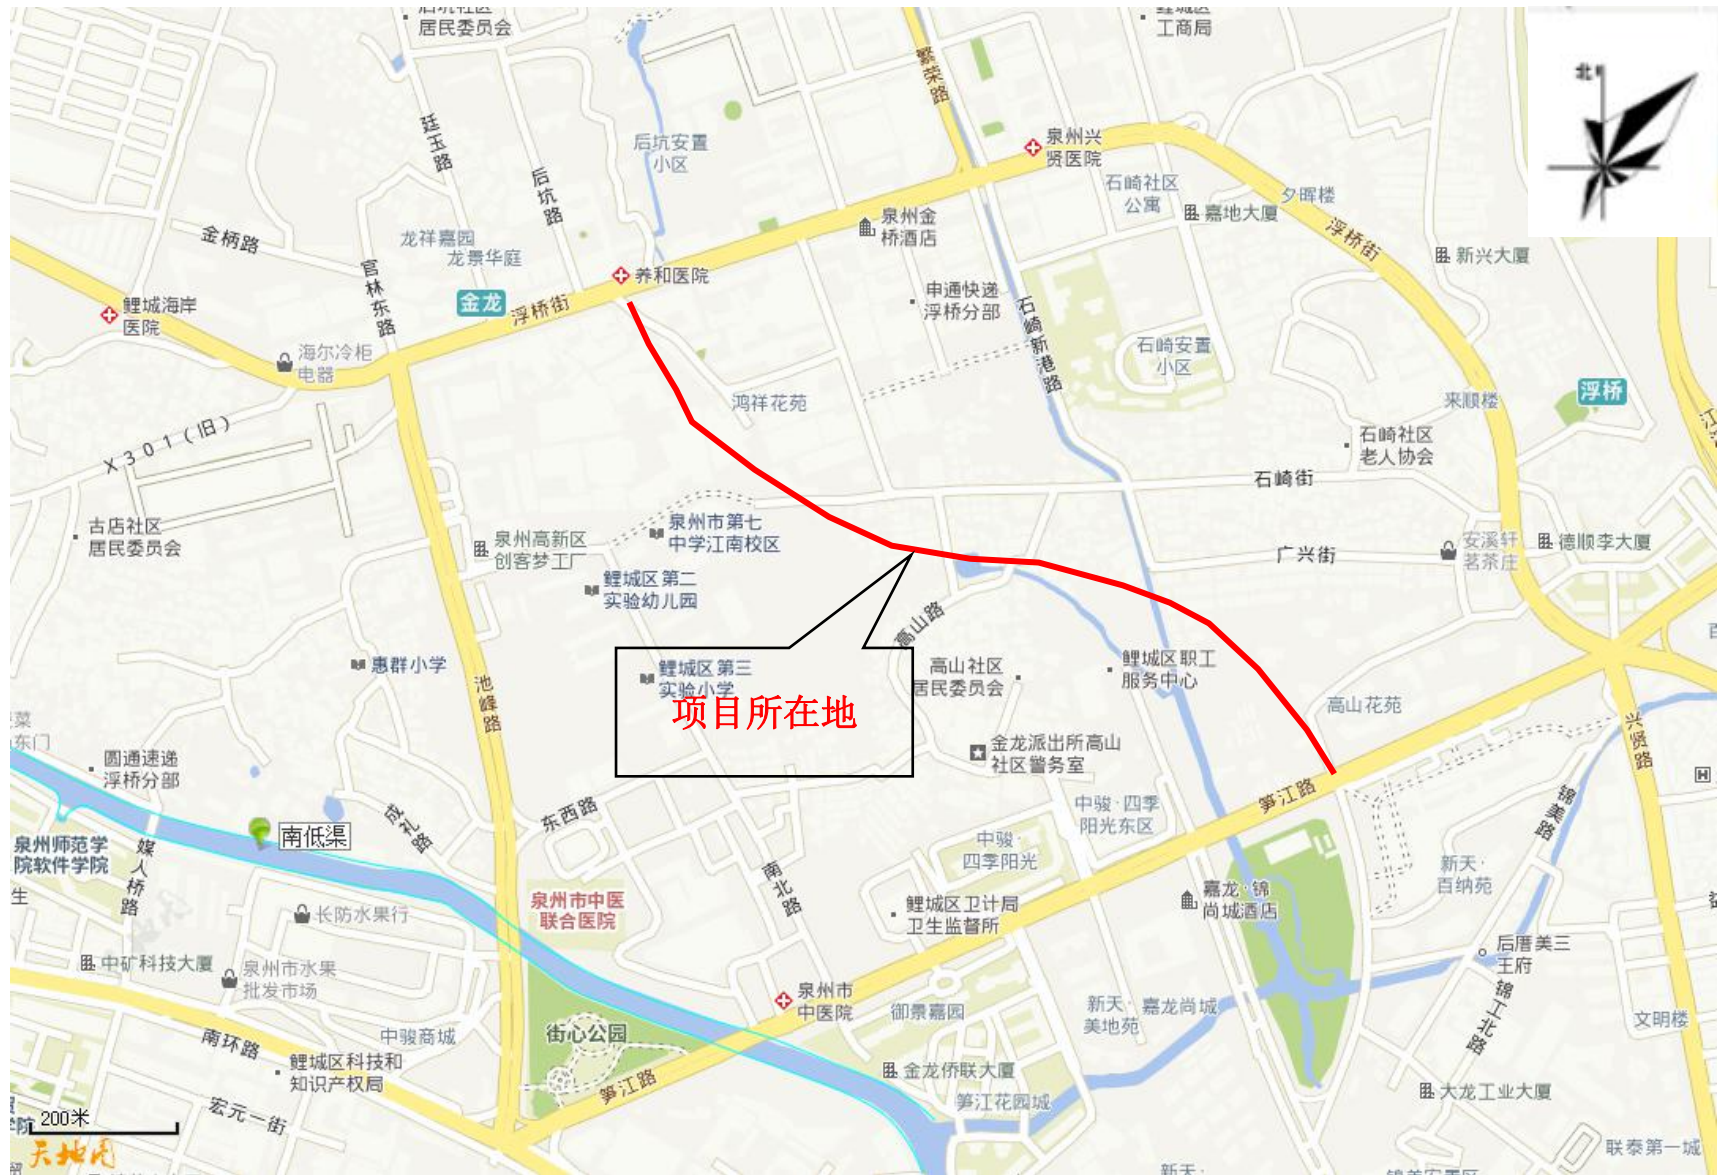 居民委员会
工商局
北
繁荣路
廷玉路
后坑安置
小区
泉州兴
贤医院
后坑路
石崎社区
公寓
嘉地大厦
夕晖楼
金柄路
龙祥嘉园
龙景华庭
泉州金
桥酒店
浮桥街
新兴大厦
官林东路
养和医院
金龙
浮桥街
鲤城海岸
医院
申通快递
浮桥分部
石崎新港路
石崎安置
小区
海尔冷柜
电器
鸿祥花苑
来顺楼
浮桥
X301(旧)
石崎社区
老人协会
石崎街
古店社区
居民委员会
泉州高新区
创客梦工厂
泉州市第七
中学江南校区
广兴街
安溪轩
茗茶庄
德顺李大厦
鲤城区第二
实验幼儿园
高山路
惠群小学
鲤城区第三
实验小学
项目所在地
高山社区
居民委员会
鲤城区职工
服务中心
池峰路
高山花苑
兴贤路
圆通速递
浮桥分部
金龙派出所高山
社区警务室
笋江路
锦美路
中骏·四季
阳光东区
成礼路
东西路
南低渠
泉州师范学
院软件学院
媒人桥路
中骏·
四季阳光
新天·
百纳苑
南北路
泉州市中医
联合医院
长防水果行
鲤城区卫计局
卫生监督所
嘉龙·锦
尚城酒店
后厝美三
王府
中矿科技大厦
泉州市水果
批发市场
泉州市
中医院
御景嘉园
新天·
美地苑
嘉龙尚城
锦工北路
文明楼
街心公园
中骏商城
南环路
鲤城区科技和
知识产权局
金龙侨联大厦
笋江路
笋江花园城
大龙工业大厦
宏元一街
200米
天地图
联泰第一城
新天·